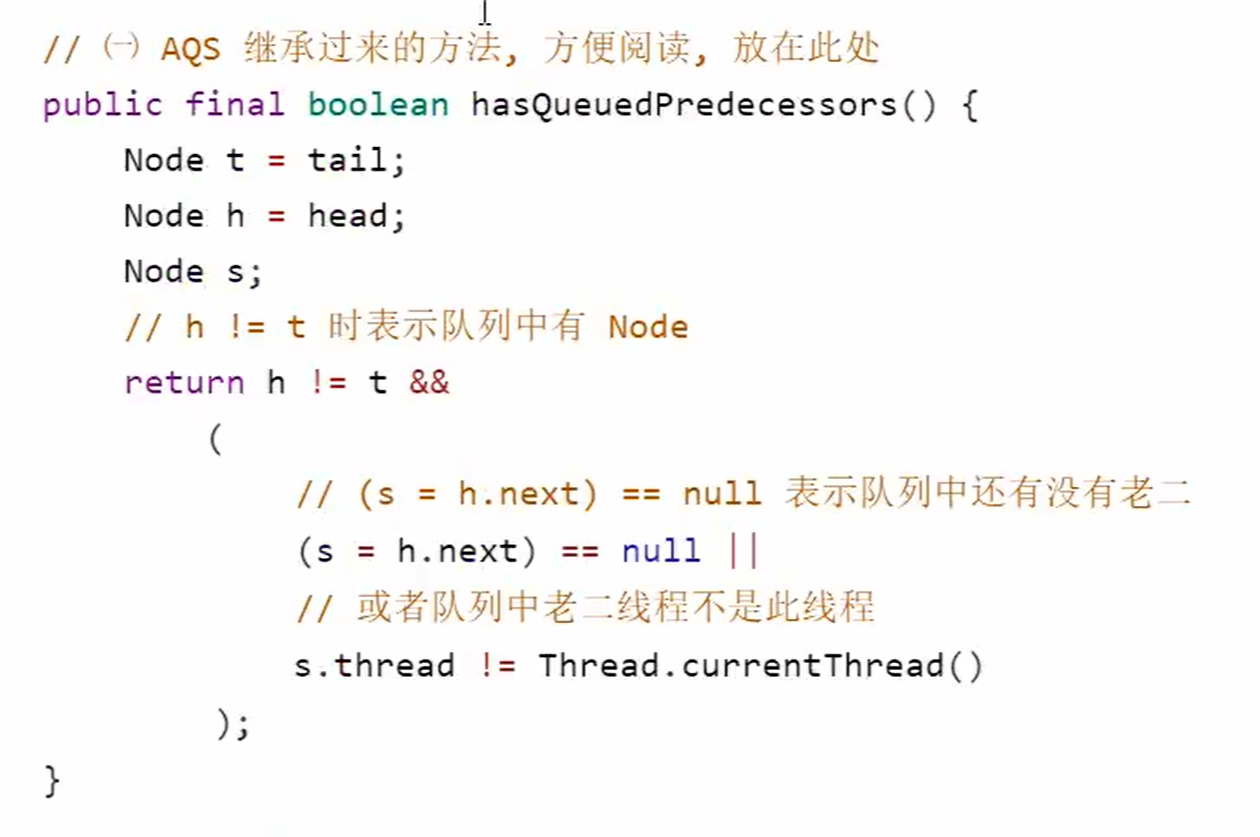 // ㈠ AQS 继承过来的方法, 方便阅读, 放在此处
public final boolean hasQueuedPredecessors() {
Node t = tail;
Node h = head;
Node s;
// h != t 时表示队列中有 Node
return h != t &&
(
// (s = h.next) == null 表示队列中还有没有老二
(s = h.next) == null ||
// 或者队列中老二线程不是此线程
s.thread != Thread.currentThread()
);
}